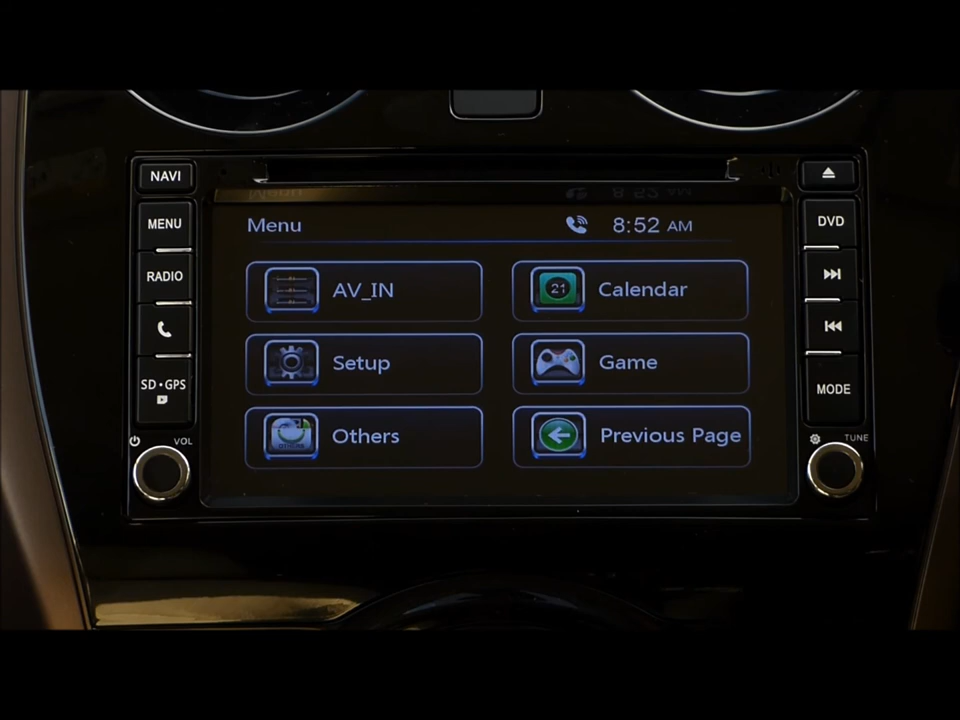 NAVI
MENU
RADIO
SD•GPS
VOL
Menu
8:52 AM
AV_IN
21
Calendar
Setup
Game
OTHERS
Others
Previous Page
DVD
MODE
TUNE